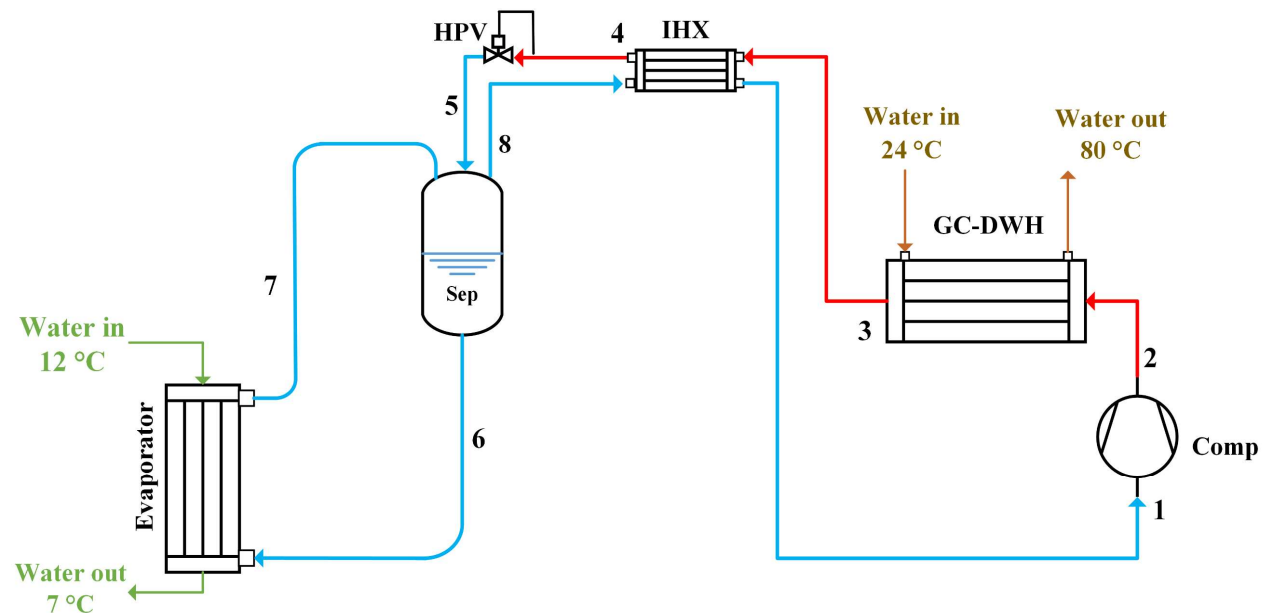 HPV
4
IHX
5
8
Water in
24 °C
Water out
80 °C
GC-DWH
7
Sep
3
Water in
12 °C
2
Evaporator
6
Comp
1
Water out
7 °C